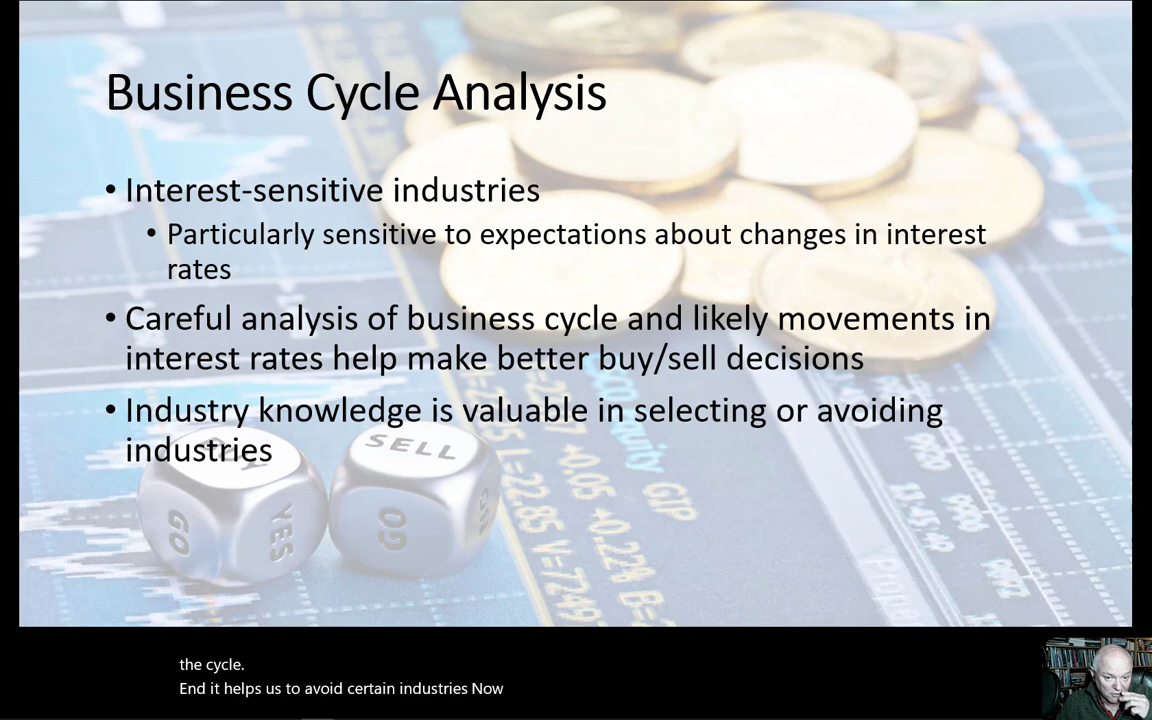 Business Cycle Analysis
• Interest-sensitive industries
• Particularly sensitive to expectations about changes in interest
rates
• Careful analysis of business cycle and likely movements in
interest rates help make better buy/sell decisions
• Industry knowledge is valuable in selecting or avoiding
industries
SELL
GO
YES
GO
GIP
the cycle.
End it helps us to avoid certain industries Now